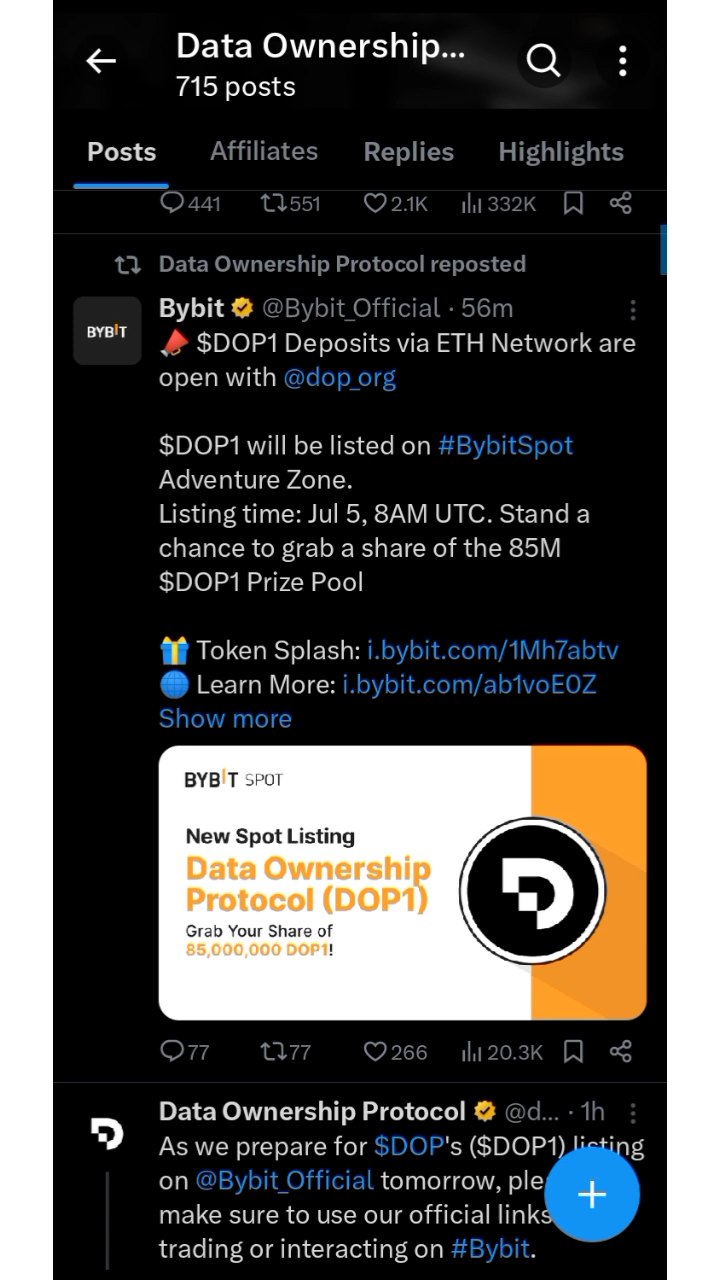 Data Ownership...
715 posts
Posts Affiliates Replies Highlights
441 551 2.1K 332K
Data Ownership Protocol reposted
Bybit @Bybit_Official · 56m
BYBIT
📣 $DOP1 Deposits via ETH Network are
open with @dop_org
$DOP1 will be listed on #BybitSpot
Adventure Zone.
Listing time: Jul 5, 8AM UTC. Stand a
chance to grab a share of the 85M
$DOP1 Prize Pool
🎁 Token Splash: i.bybit.com/1Mh7abtv
🌐 Learn More: i.bybit.com/ab1voE0Z
Show more
BYBIT SPOT
New Spot Listing
Data Ownership
Protocol (DOP1)
Grab Your Share of
85,000,000 DOP1!
77 77 266 20.3K
Data Ownership Protocol @d... · 1h
As we prepare for $DOP's ($DOP1) listing
on @Bybit_Official tomorrow, ple
make sure to use our official links
trading or interacting on #Bybit.